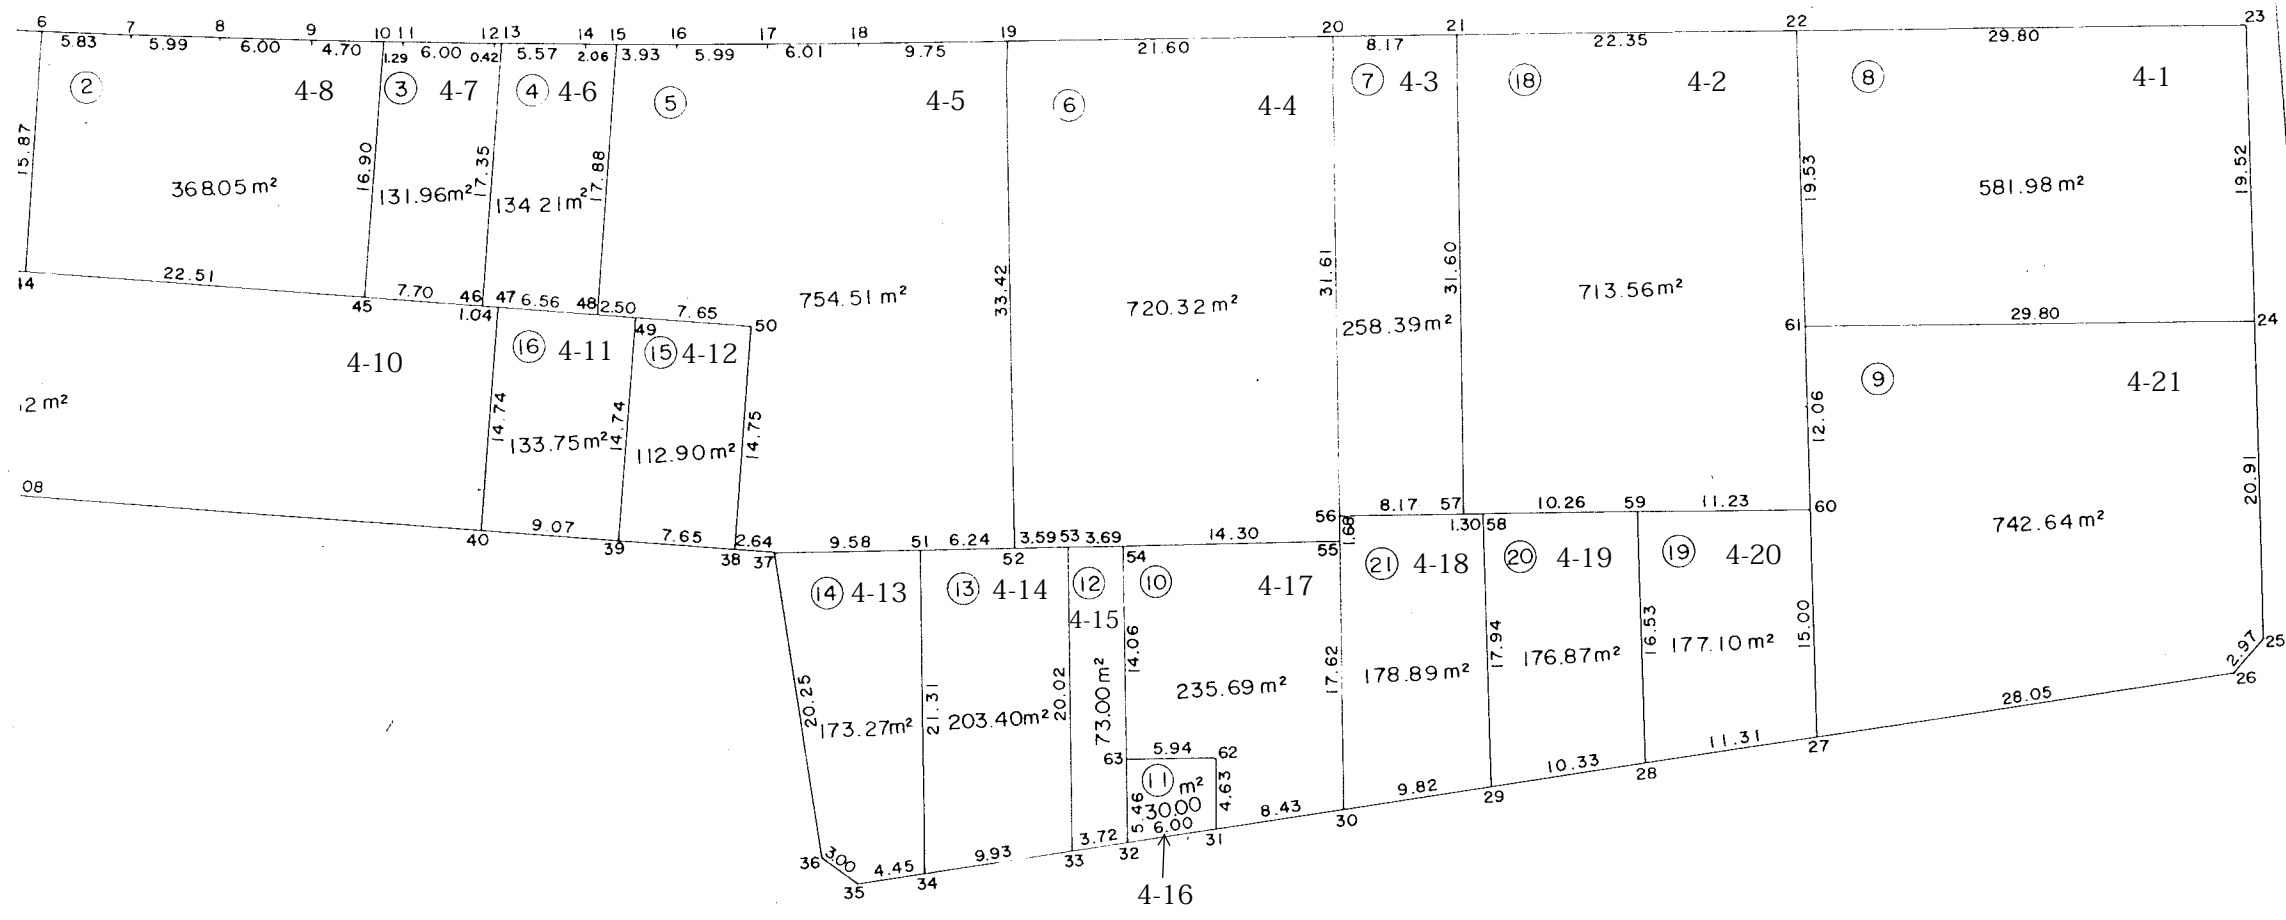 6 7 8 9 10 11 12 13 14 15 16 17 18 19 20 21 22 23
5.83 5.99 6.00 4.70 1.29 6.00 0.42 5.57 2.06 3.93 5.99 6.01 9.75 21.60 8.17 22.35 29.80
② 4-8 ③ 4-7 ④ 4-6 ⑤ 4-5 ⑥ 4-4 ⑦ 4-3 ⑱ 4-2 ⑧ 4-1
15.87 16.90 17.35 17.88 33.42 31.61 31.60 19.53 19.52
368.05 m² 131.96m² 134.21m² 754.51 m² 720.32 m² 258.39m² 713.56m² 581.98 m²
22.51 7.70 6.56 2.50 7.65
45 46 47 48 49 50
1.04
61 29.80 24
4-10 ⑯ 4-11 ⑮ 4-12
⑨ 4-21
2 m²
14.74 14.74 14.75 12.06 20.91
133.75m² 112.90m² 742.64 m²
08
40 9.07 39 7.65 38 2.64 37 9.58 51 6.24 52 3.59 53 3.69 54 14.30 55
56 8.17 57 1.30 58 10.26 59 11.23 60
1.68
⑭ 4-13 ⑬ 4-14 ⑫ 4-15 ⑩ 4-17 ㉑ 4-18 ⑳ 4-19 ⑲ 4-20
20.25 21.31 20.02 14.06 17.62 17.94 16.53 15.00
173.27m² 203.40m² 73.00m² 235.69m² 178.89m² 176.87m² 177.10m²
63 5.94 62
⑪ m²
30.00
5.46 6.00 4.63
36 3.00 35 4.45 34 9.93 33 3.72 32 31 8.43 30 9.82 29 10.33 28 11.31 27 28.05 26 2.97 25
4-16